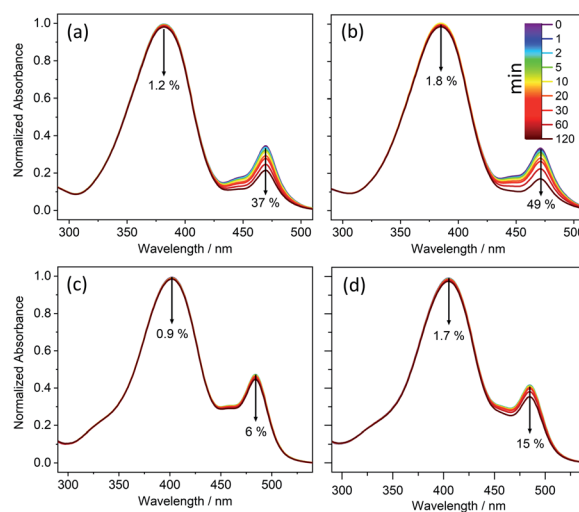 (a)
1.2 %
37 %
1.0
0.8
0.6
0.4
0.2
0.0
Normalized Absorbance
300 350 400 450 500
Wavelength / nm
(b)
1.8 %
49 %
min
0
1
2
5
10
20
30
60
120
300 350 400 450 50
Wavelength / nm
(c)
0.9 %
6 %
1.0
0.8
0.6
0.4
0.2
0.0
Normalized Absorbance
300 350 400 450 500
Wavelength / nm
(d)
1.7 %
15 %
300 350 400 450 500
Wavelength / nm